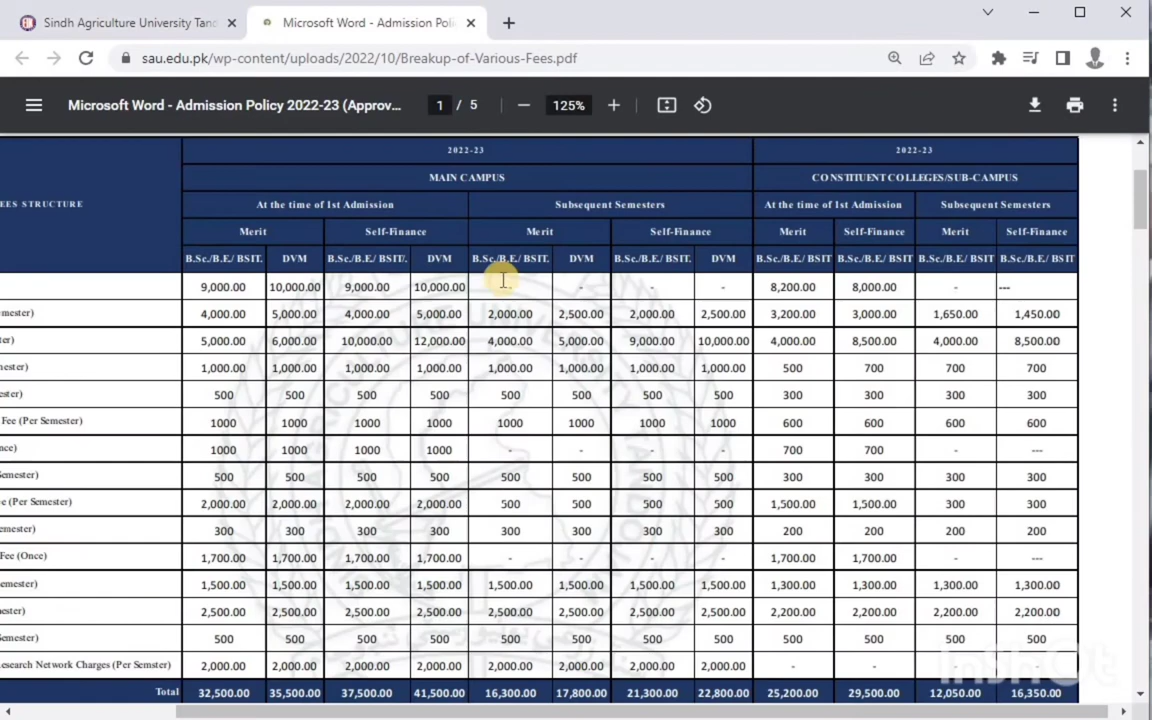 Sindh Agriculture University Tand
Microsoft Word - Admission Poli
sau.edu.pk/wp-content/uploads/2022/10/Breakup-of-Various-Fees.pdf
Microsoft Word - Admission Policy 2022-23 (Approv...
1 / 5
125%
2022-23 2022-23
MAIN CAMPUS CONSTITUENT COLLEGES/SUB-CAMPUS
EES STRUCTURE At the time of 1st Admission Subsequent Semesters At the time of 1st Admission Subsequent Semesters
Merit Self-Finance Merit Self-Finance Merit Self-Finance Merit Self-Finance
B.Sc./B.E/ BSIT. DVM B.Sc./B.E/ BSIT/. DVM B.Sc./B.E/ BSIT. DVM B.Sc./B.E/ BSIT. DVM B.Sc./B.E/ BSIT B.Sc./B.E/ BSIT B.Sc./B.E/ BSIT B.Sc./B.E/ BSIT
9,000.00 10,000.00 9,000.00 10,000.00 - - - - 8,200.00 8,000.00 - ---
emester) 4,000.00 5,000.00 4,000.00 5,000.00 2,000.00 2,500.00 2,000.00 2,500.00 3,200.00 3,000.00 1,650.00 1,450.00
ter) 5,000.00 6,000.00 10,000.00 12,000.00 4,000.00 5,000.00 9,000.00 10,000.00 4,000.00 8,500.00 4,000.00 8,500.00
nester) 1,000.00 1,000.00 1,000.00 1,000.00 1,000.00 1,000.00 1,000.00 1,000.00 500 700 700 700
ester) 500 500 500 500 500 500 500 500 300 300 300 300
Fee (Per Semester) 1000 1000 1000 1000 1000 1000 1000 1000 600 600 600 600
nce) 1000 1000 1000 1000 - - - - 700 700 - ---
Semester) 500 500 500 500 500 500 500 500 300 300 300 300
e (Per Semester) 2,000.00 2,000.00 2,000.00 2,000.00 500 500 500 500 1,500.00 1,500.00 300 300
emester) 300 300 300 300 300 300 300 300 200 200 200 200
Fee (Once) 1,700.00 1,700.00 1,700.00 1,700.00 - - - - 1,700.00 1,700.00 - ---
emester) 1,500.00 1,500.00 1,500.00 1,500.00 1,500.00 1,500.00 1,500.00 1,500.00 1,300.00 1,300.00 1,300.00 1,300.00
ester) 2,500.00 2,500.00 2,500.00 2,500.00 2,500.00 2,500.00 2,500.00 2,500.00 2,200.00 2,200.00 2,200.00 2,200.00
Semester) 500 500 500 500 500 500 500 500 500 500 500 500
esearch Network Charges (Per Semster) 2,000.00 2,000.00 2,000.00 2,000.00 2,000.00 2,000.00 2,000.00 2,000.00 - - - -
Total 32,500.00 35,500.00 37,500.00 41,500.00 16,300.00 17,800.00 21,300.00 22,800.00 25,200.00 29,500.00 12,050.00 16,350.00
InShOt